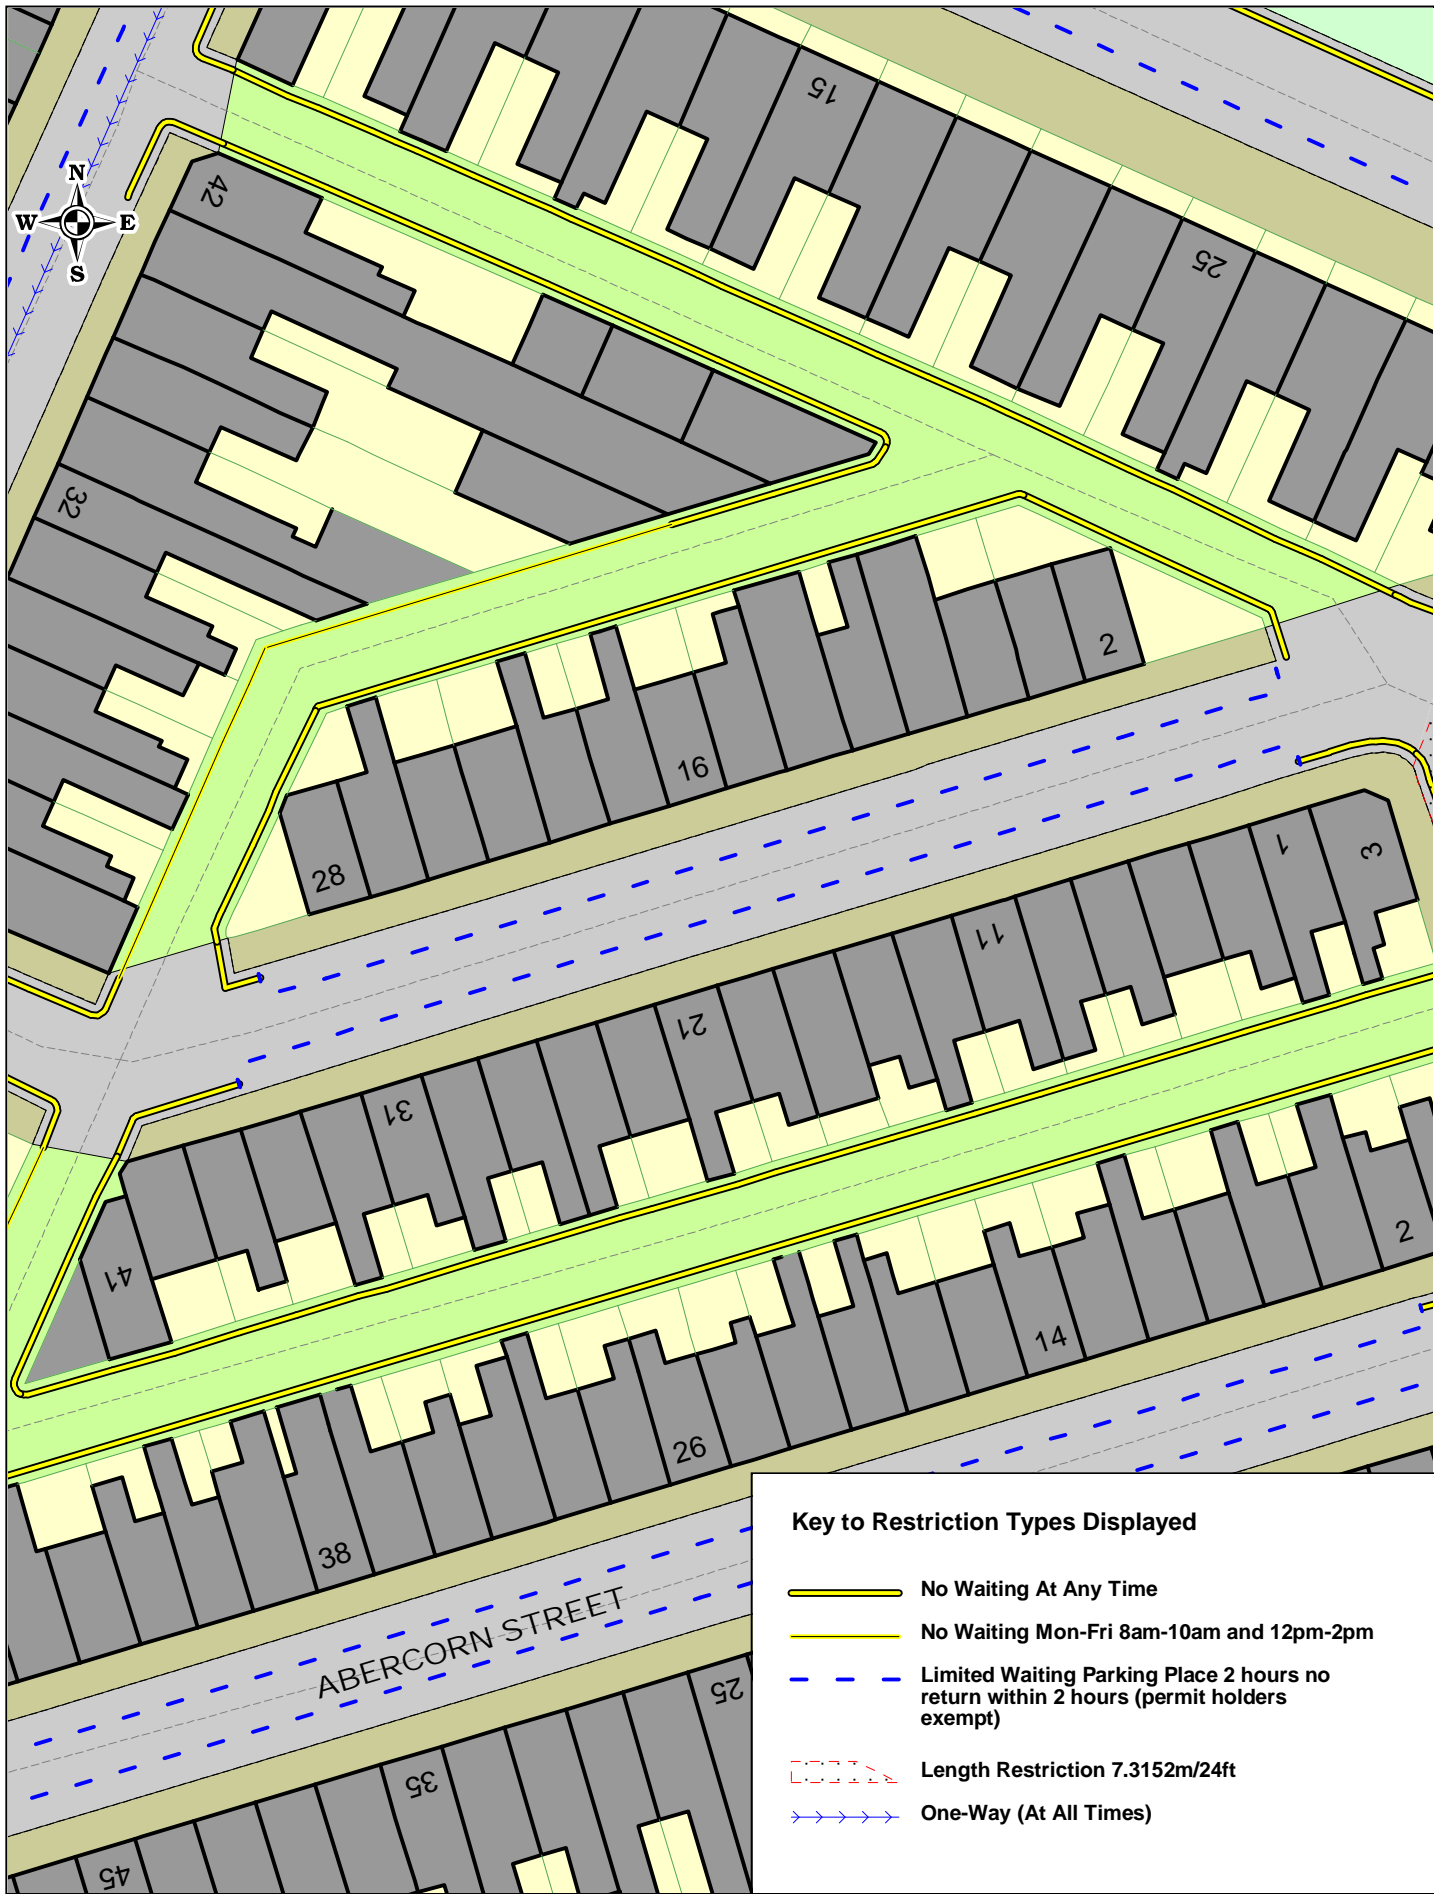 15
42
N
W E
S
25
32
2
16
28
1
3
11
21
31
41
2
14
26
38
ABERCORN STREET
25
35
45
Key to Restriction Types Displayed
No Waiting At Any Time
No Waiting Mon-Fri 8am-10am and 12pm-2pm
Limited Waiting Parking Place 2 hours no
return within 2 hours (permit holders
exempt)
Length Restriction 7.3152m/24ft
One-Way (At All Times)